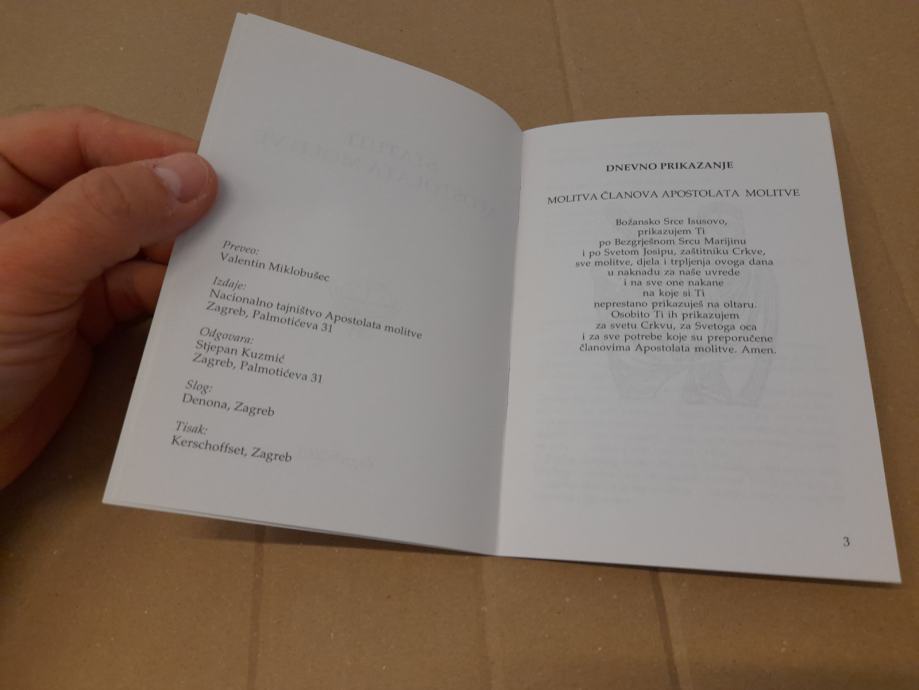 Preveo:
Valentin Miklobušec
Izdaje:
Nacionalno tajništvo Apostolata molitve
Zagreb, Palmotićeva 31
Odgovara:
Stjepan Kuzmić
Zagreb, Palmotićeva 31
Slog:
Denona, Zagreb
Tisak:
Kerschoffset, Zagreb
DNEVNO PRIKAZANJE
MOLITVA ČLANOVA APOSTOLATA MOLITVE
Božansko Srce Isusovo,
prikazujem Ti
po Bezgrješnom Srcu Marijinu
i po Svetom Josipu, zaštitniku Crkve,
sve molitve, djela i trpljenja ovoga dana
u naknadu za naše uvrede
i na sve one nakane
na koje si Ti
neprestano prikazuješ na oltaru.
Osobito Ti ih prikazujem
za svetu Crkvu, za Svetoga oca
i za sve potrebe koje su preporučene
članovima Apostolata molitve. Amen.
3